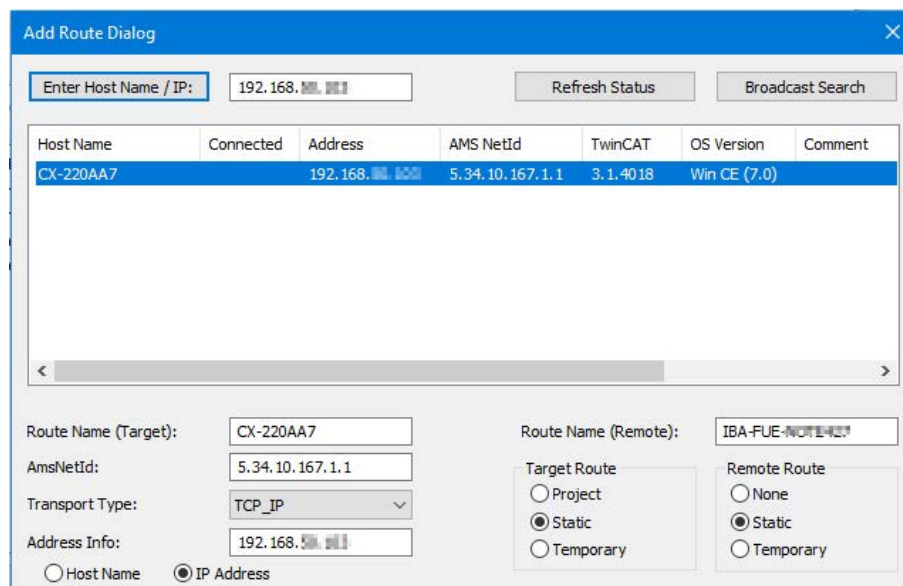 Add Route Dialog
Enter Host Name / IP: 192.168. Refresh Status Broadcast Search
Host Name Connected Address AMS NetId TwinCAT OS Version Comment
CX-220AA7 192.168. 5.34.10.167.1.1 3.1.4018 Win CE (7.0)
Route Name (Target): CX-220AA7 Route Name (Remote): IBA-FUE-
AmsNetId: 5.34.10.167.1.1 Target Route Remote Route
Project None
Transport Type: TCP_IP
Static Static
Address Info: 192.168.
Temporary Temporary
Host Name IP Address